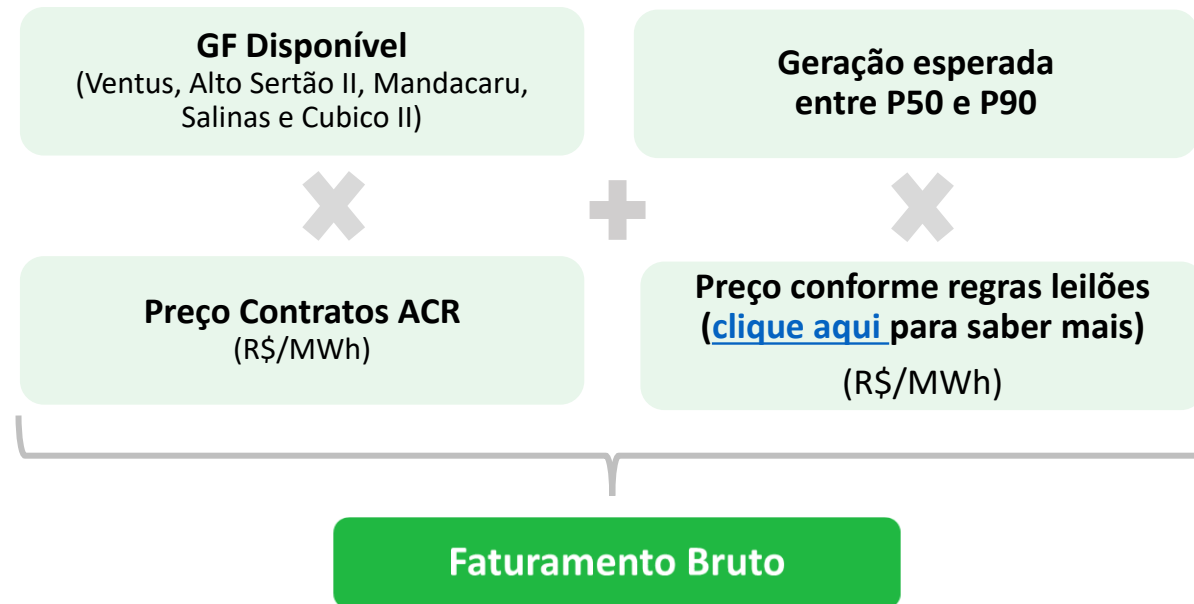 GF Disponível
(Ventus, Alto Sertão II, Mandacaru,
Salinas e Cubico II)
Geração esperada
entre P50 e P90
Preço Contratos ACR
(R$/MWh)
Preço conforme regras leilões
(clique aqui para saber mais)
(R$/MWh)
Faturamento Bruto